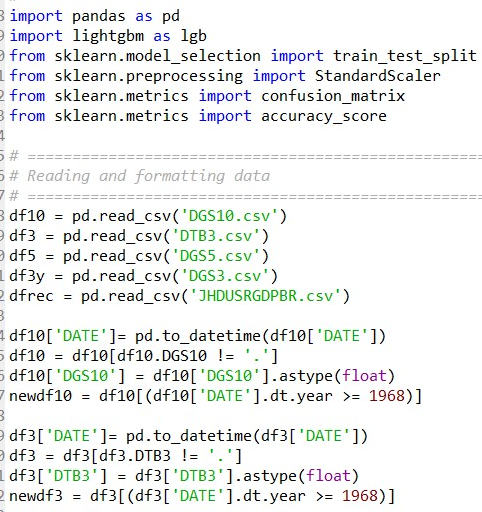 import pandas as pd
import lightgbm as lgb
from sklearn.model_selection import train_test_split
from sklearn.preprocessing import StandardScaler
from sklearn.metrics import confusion_matrix
from sklearn.metrics import accuracy_score
# ==================================================
# Reading and formatting data
# ==================================================
df10 = pd.read_csv('DGS10.csv')
df3 = pd.read_csv('DTB3.csv')
df5 = pd.read_csv('DGS5.csv')
df3y = pd.read_csv('DGS3.csv')
dfrec = pd.read_csv('JHDUSRGDPBR.csv')
df10['DATE']= pd.to_datetime(df10['DATE'])
df10 = df10[df10.DGS10 != '.']
df10['DGS10'] = df10['DGS10'].astype(float)
newdf10 = df10[(df10['DATE'].dt.year >= 1968)]
df3['DATE']= pd.to_datetime(df3['DATE'])
df3 = df3[df3.DTB3 != '.']
df3['DTB3'] = df3['DTB3'].astype(float)
newdf3 = df3[(df3['DATE'].dt.year >= 1968)]